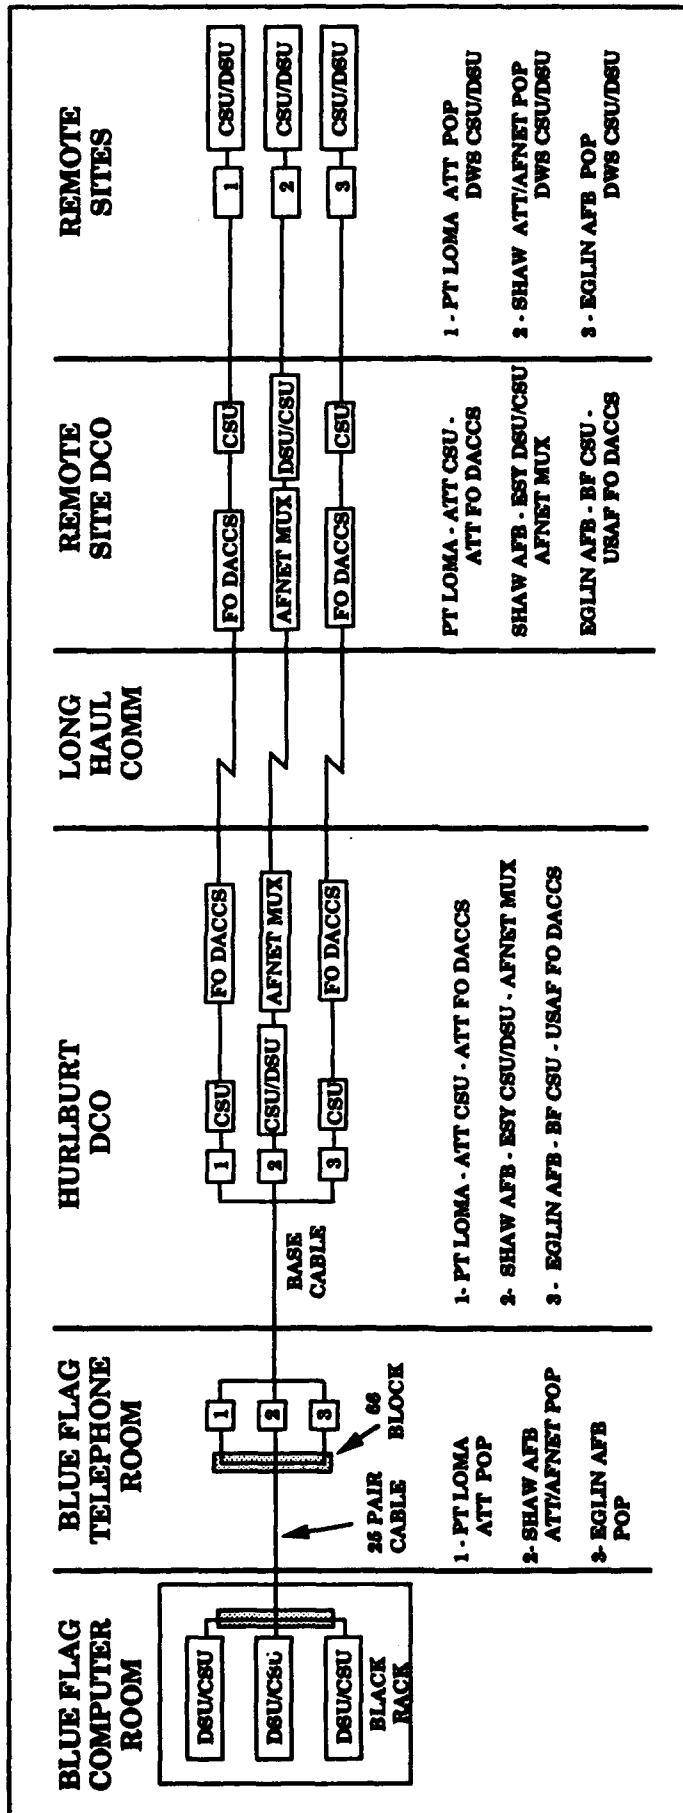 BLUE FLAG
COMPUTER
ROOM
DSU/CSU
DSU/CSU
DSU/CSU
BLACK
RACK
BLUE FLAG
TELEPHONE
ROOM
1
2
3
66
BLOCK
25 PAIR
CABLE
1- PT LOMA
ATT POP
2- SHAW AFB
ATT/AFNET POP
3- EGLIN AFB
POP
HURLBURT
DCO
BASE
CABLE
1
CSU
FO DACCS
2
CSU/DSU
AFNET MUX
3
CSU
FO DACCS
1- PT LOMA - ATT CSU - ATT FO DACCS
2- SHAW AFB - ESY CSU/DSU - AFNET MUX
3 - EGLIN AFB - BF CSU - USAF FO DACCS
LONG
HAUL
COMM
REMOTE
SITE DCO
FO DACCS
CSU
AFNET MUX
DSU/CSU
FO DACCS
CSU
PT LOMA - ATT CSU -
ATT FO DACCS
SHAW AFB - ESY DSU/CSU
AFNET MUX
EGLIN AFB - BF CSU -
USAF FO DACCS
REMOTE
SITES
1
CSU/DSU
2
CSU/DSU
3
CSU/DSU
1 - PT LOMA ATT POP
DWS CSU/DSU
2 - SHAW ATT/AFNET POP
DWS CSU/DSU
3 - EGLIN AFB POP
DWS CSU/DSU